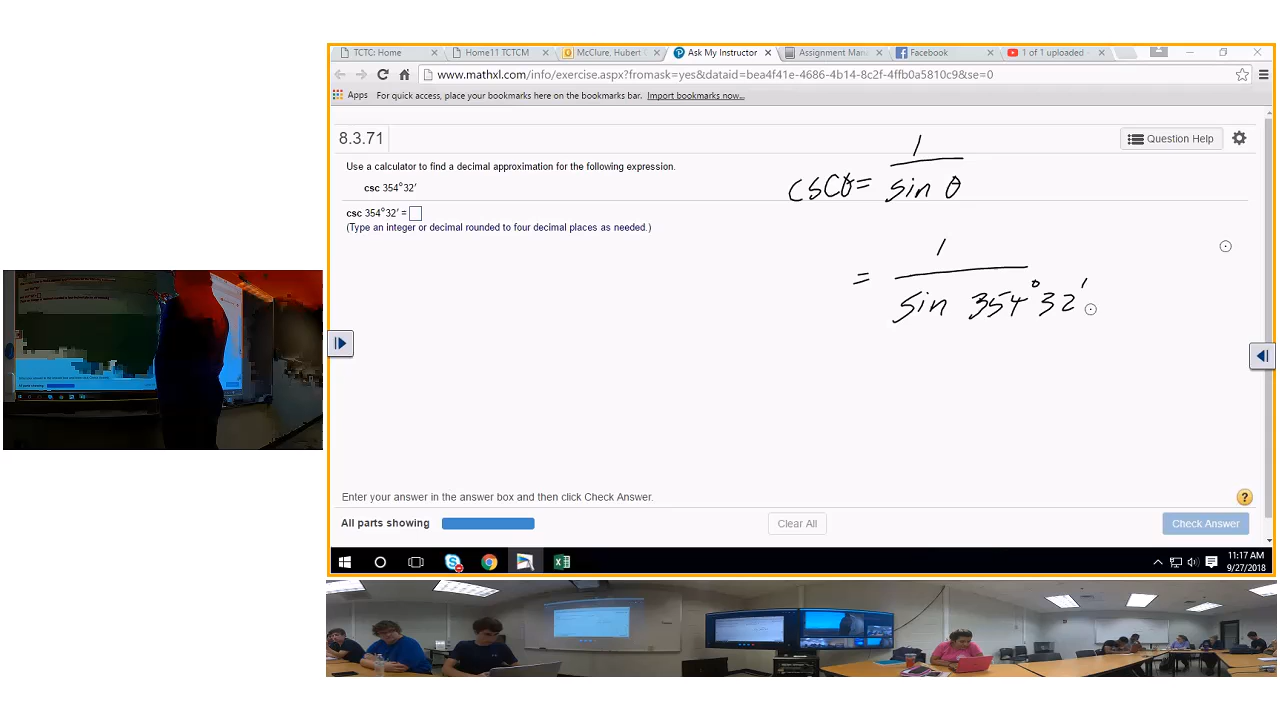 TCTC: Home
Home11 TCTCM
McClure, Hubert C
Ask My Instructor
Assignment Man
Facebook
1 of 1 uploaded -
www.mathxl.com/info/exercise.aspx?fromask=yes&dataid=bea4f41e-4686-4b14-8c2f-4ffb0a5810c9&se=0
Apps For quick access, place your bookmarks here on the bookmarks bar. Import bookmarks now...
8.3.71
Question Help
Use a calculator to find a decimal approximation for the following expression.
csc 354°32′
csc 354°32′ =
(Type an integer or decimal rounded to four decimal places as needed.)
1
cscθ = sin θ
1
=
sin 354°32′
Enter your answer in the answer box and then click Check Answer.
?
All parts showing
Clear All
Check Answer
11:17 AM
9/27/2018